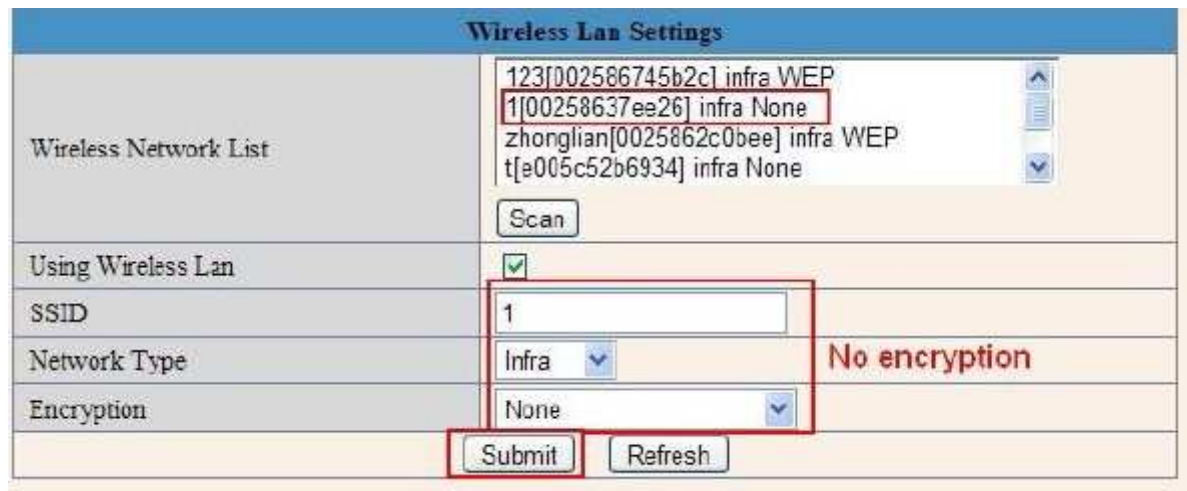 Wireless Lan Settings
123[002586745b2c] infra WEP
1[00258637ee26] infra None
Wireless Network List
zhonglian[0025862c0bee] infra WEP
t[e005c52b6934] infra None
Scan
Using Wireless Lan
SSID 1
Network Type Infra No encryption
Encryption None
Submit Refresh